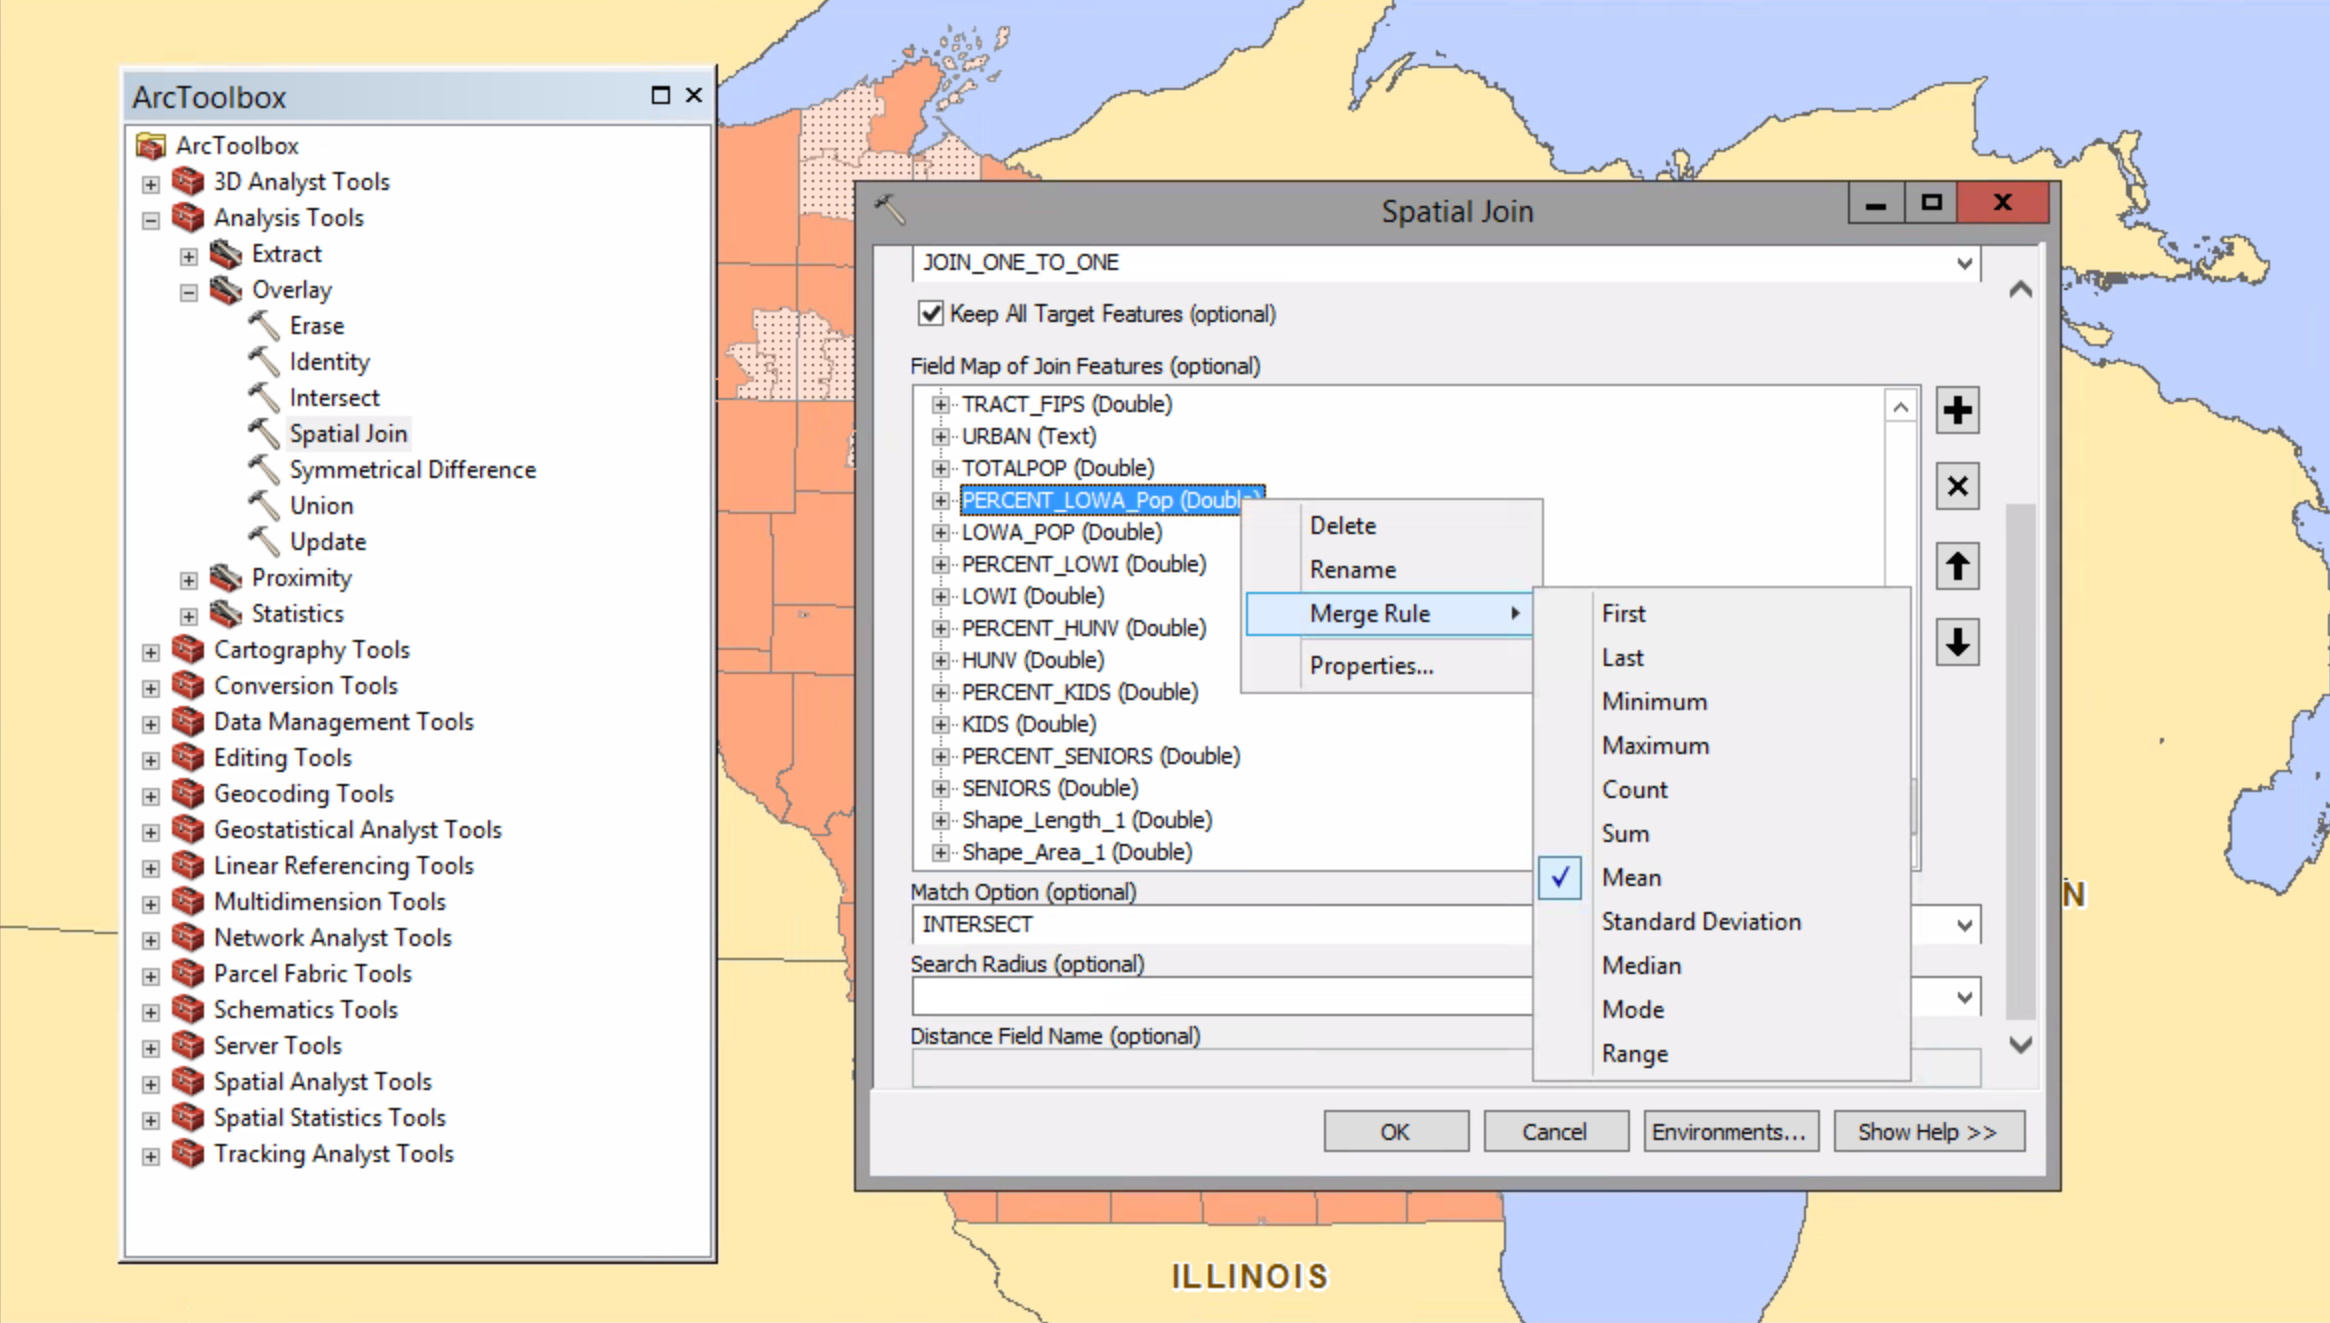 ArcToolbox
ArcToolbox
3D Analyst Tools
Analysis Tools
Extract
Overlay
Erase
Identity
Intersect
Spatial Join
Symmetrical Difference
Union
Update
Proximity
Statistics
Cartography Tools
Conversion Tools
Data Management Tools
Editing Tools
Geocoding Tools
Geostatistical Analyst Tools
Linear Referencing Tools
Multidimension Tools
Network Analyst Tools
Parcel Fabric Tools
Schematics Tools
Server Tools
Spatial Analyst Tools
Spatial Statistics Tools
Tracking Analyst Tools
Spatial Join
JOIN_ONE_TO_ONE
Keep All Target Features (optional)
Field Map of Join Features (optional)
TRACT_FIPS (Double)
URBAN (Text)
TOTALPOP (Double)
PERCENT_LOWA_Pop (Double)
LOWA_POP (Double)
PERCENT_LOWI (Double)
LOWI (Double)
PERCENT_HUNV (Double)
HUNV (Double)
PERCENT_KIDS (Double)
KIDS (Double)
PERCENT_SENIORS (Double)
SENIORS (Double)
Shape_Length_1 (Double)
Shape_Area_1 (Double)
Delete
Rename
Merge Rule
Properties...
First
Last
Minimum
Maximum
Count
Sum
Mean
Standard Deviation
Median
Mode
Range
Match Option (optional)
INTERSECT
Search Radius (optional)
Distance Field Name (optional)
OK
Cancel
Environments...
Show Help >>
N
ILLINOIS